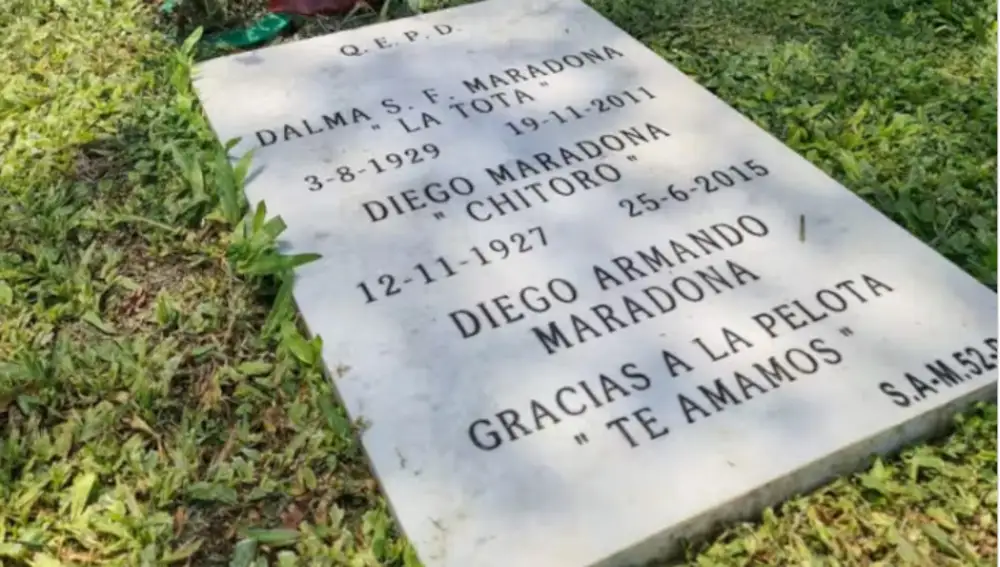 Q.E.P.D.
DALMA S. F. MARADONA
" LA TOTA "
3-8-1929 19-11-2011
DIEGO MARADONA
" CHITORO "
12-11-1927 25-6-2015
DIEGO ARMANDO
MARADONA
GRACIAS A LA PELOTA
" TE AMAMOS "
S.A-M.52-